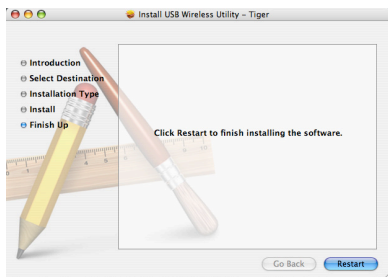 Install USB Wireless Utility – Tiger
Introduction
Select Destination
Installation Type
Install
Finish Up
Click Restart to finish installing the software.
Go Back
Restart